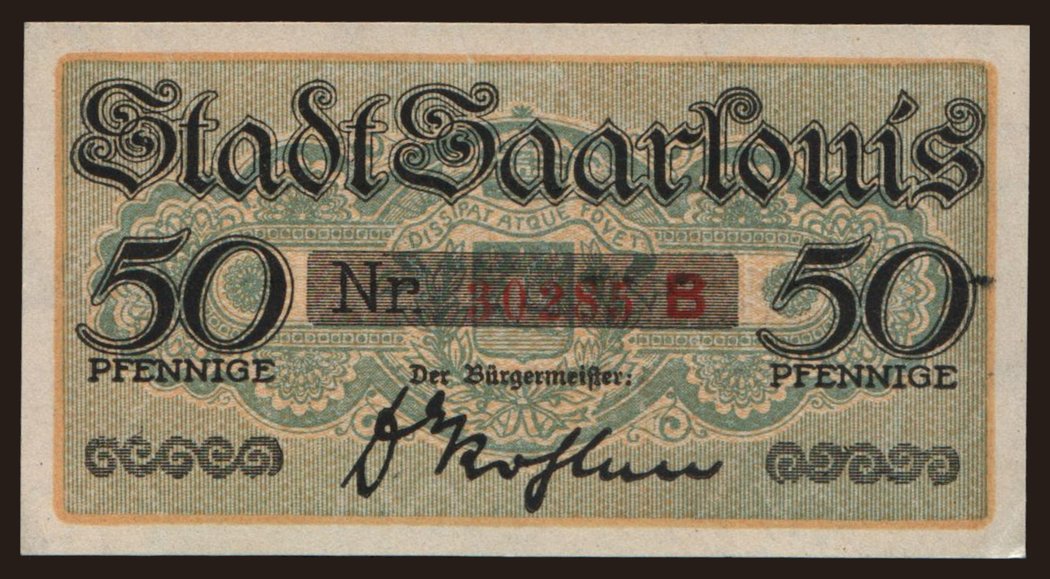 Stadt Saarlouis
DISSIPAT ATQUE FOVET
50 50
Nr. 30285 B
PFENNIGE PFENNIGE
Der Bürgermeister: